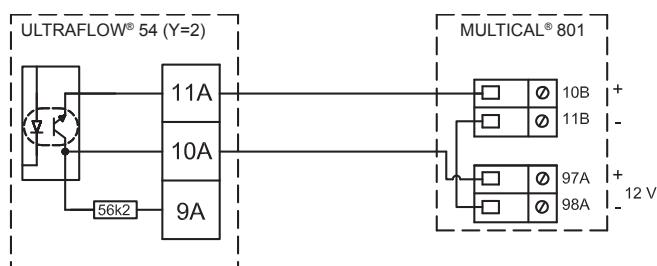 ULTRAFLOW® 54 (Y=2)
MULTICAL® 801
11A
10A
9A
56k2
10B +
11B -
97A +
12 V
98A -